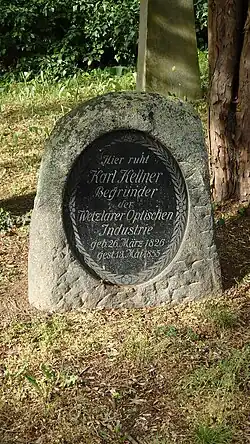 Hier ruht
Karl Kellner
Begründer
der
Wetzlarer Optischen
Industrie
geb. 26. März 1826
gest. 13. Mai 1855